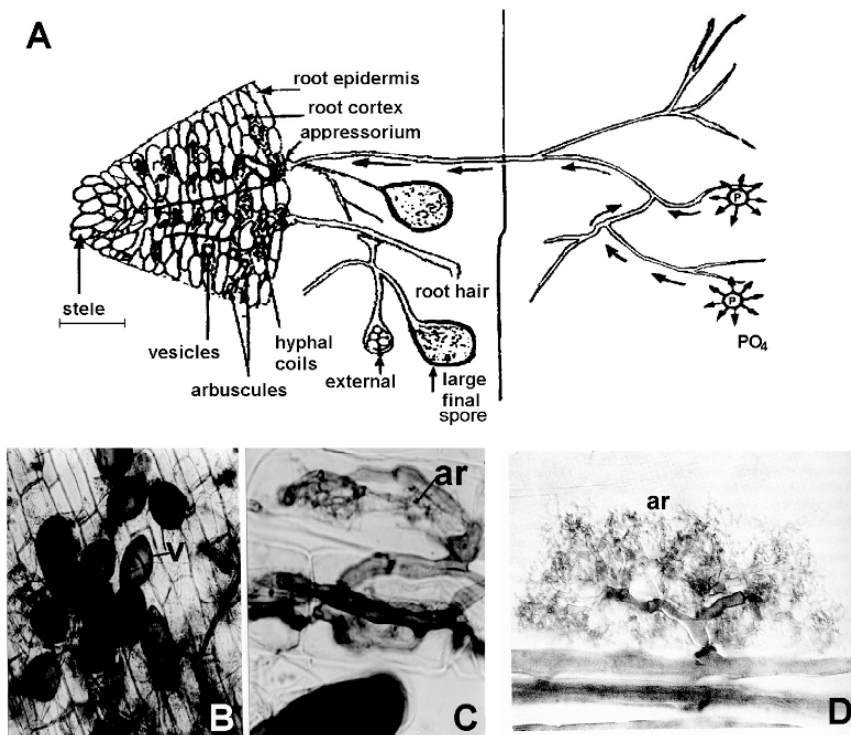 A
root epidermis
root cortex
appressorium
stele
vesicles
arbuscules
hyphal
coils
external
root hair
large
final
spore
P
P
PO4
B
v
C
ar
D
ar